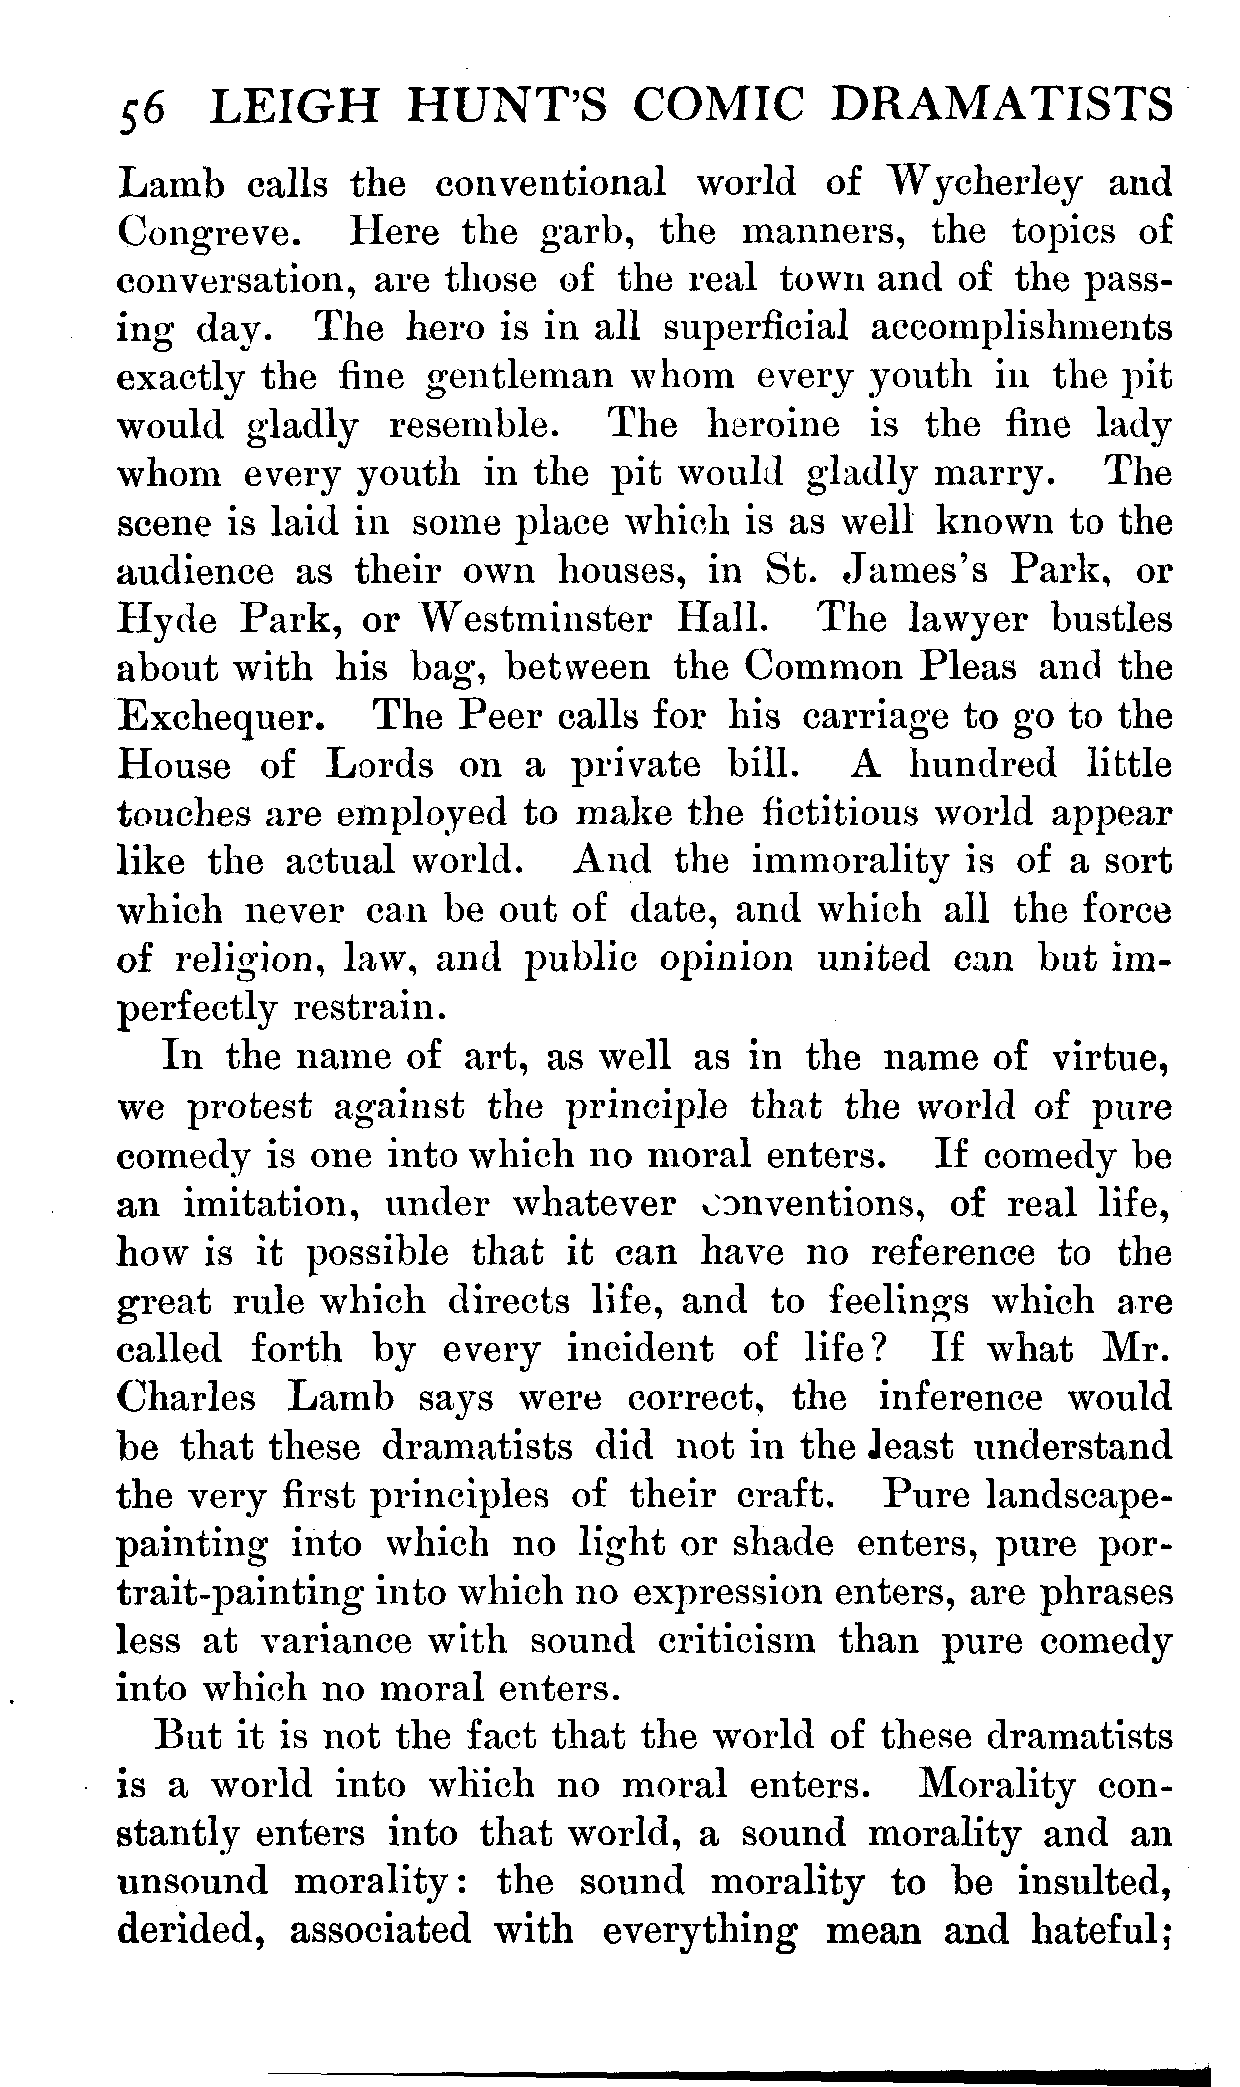 56 LEIGH HUNT'S COMIC DRAMATISTS
Lamb calls the conventional world of Wycherley and
Congreve. Here the garb, the manners, the topics of
conversation, are those of the real town and of the pass-
ing day. The hero is in all superficial accomplishments
exactly the fine gentleman whom every youth in the pit
would gladly resemble. The heroine is the fine lady
whom every youth in the pit would gladly marry. The
scene is laid in some place which is as well known to the
audience as their own houses, in St. James's Park, or
Hyde Park, or Westminster Hall. The lawyer bustles
about with his bag, between the Common Pleas and the
Exchequer. The Peer calls for his carriage to go to the
House of Lords on a private bill. A hundred little
touches are employed to make the fictitious world appear
like the actual world. And the immorality is of a sort
which never can be out of date, and which all the force
of religion, law, and public opinion united can but im-
perfectly restrain.
In the name of art, as well as in the name of virtue,
we protest against the principle that the world of pure
comedy is one into which no moral enters. If comedy be
an imitation, under whatever conventions, of real life,
how is it possible that it can have no reference to the
great rule which directs life, and to feelings which are
called forth by every incident of life? If what Mr.
Charles Lamb says were correct, the inference would
be that these dramatists did not in the least understand
the very first principles of their craft. Pure landscape-
painting into which no light or shade enters, pure por-
trait-painting into which no expression enters, are phrases
less at variance with sound criticism than pure comedy
into which no moral enters.
But it is not the fact that the world of these dramatists
is a world into which no moral enters. Morality con-
stantly enters into that world, a sound morality and an
unsound morality: the sound morality to be insulted,
derided, associated with everything mean and hateful;